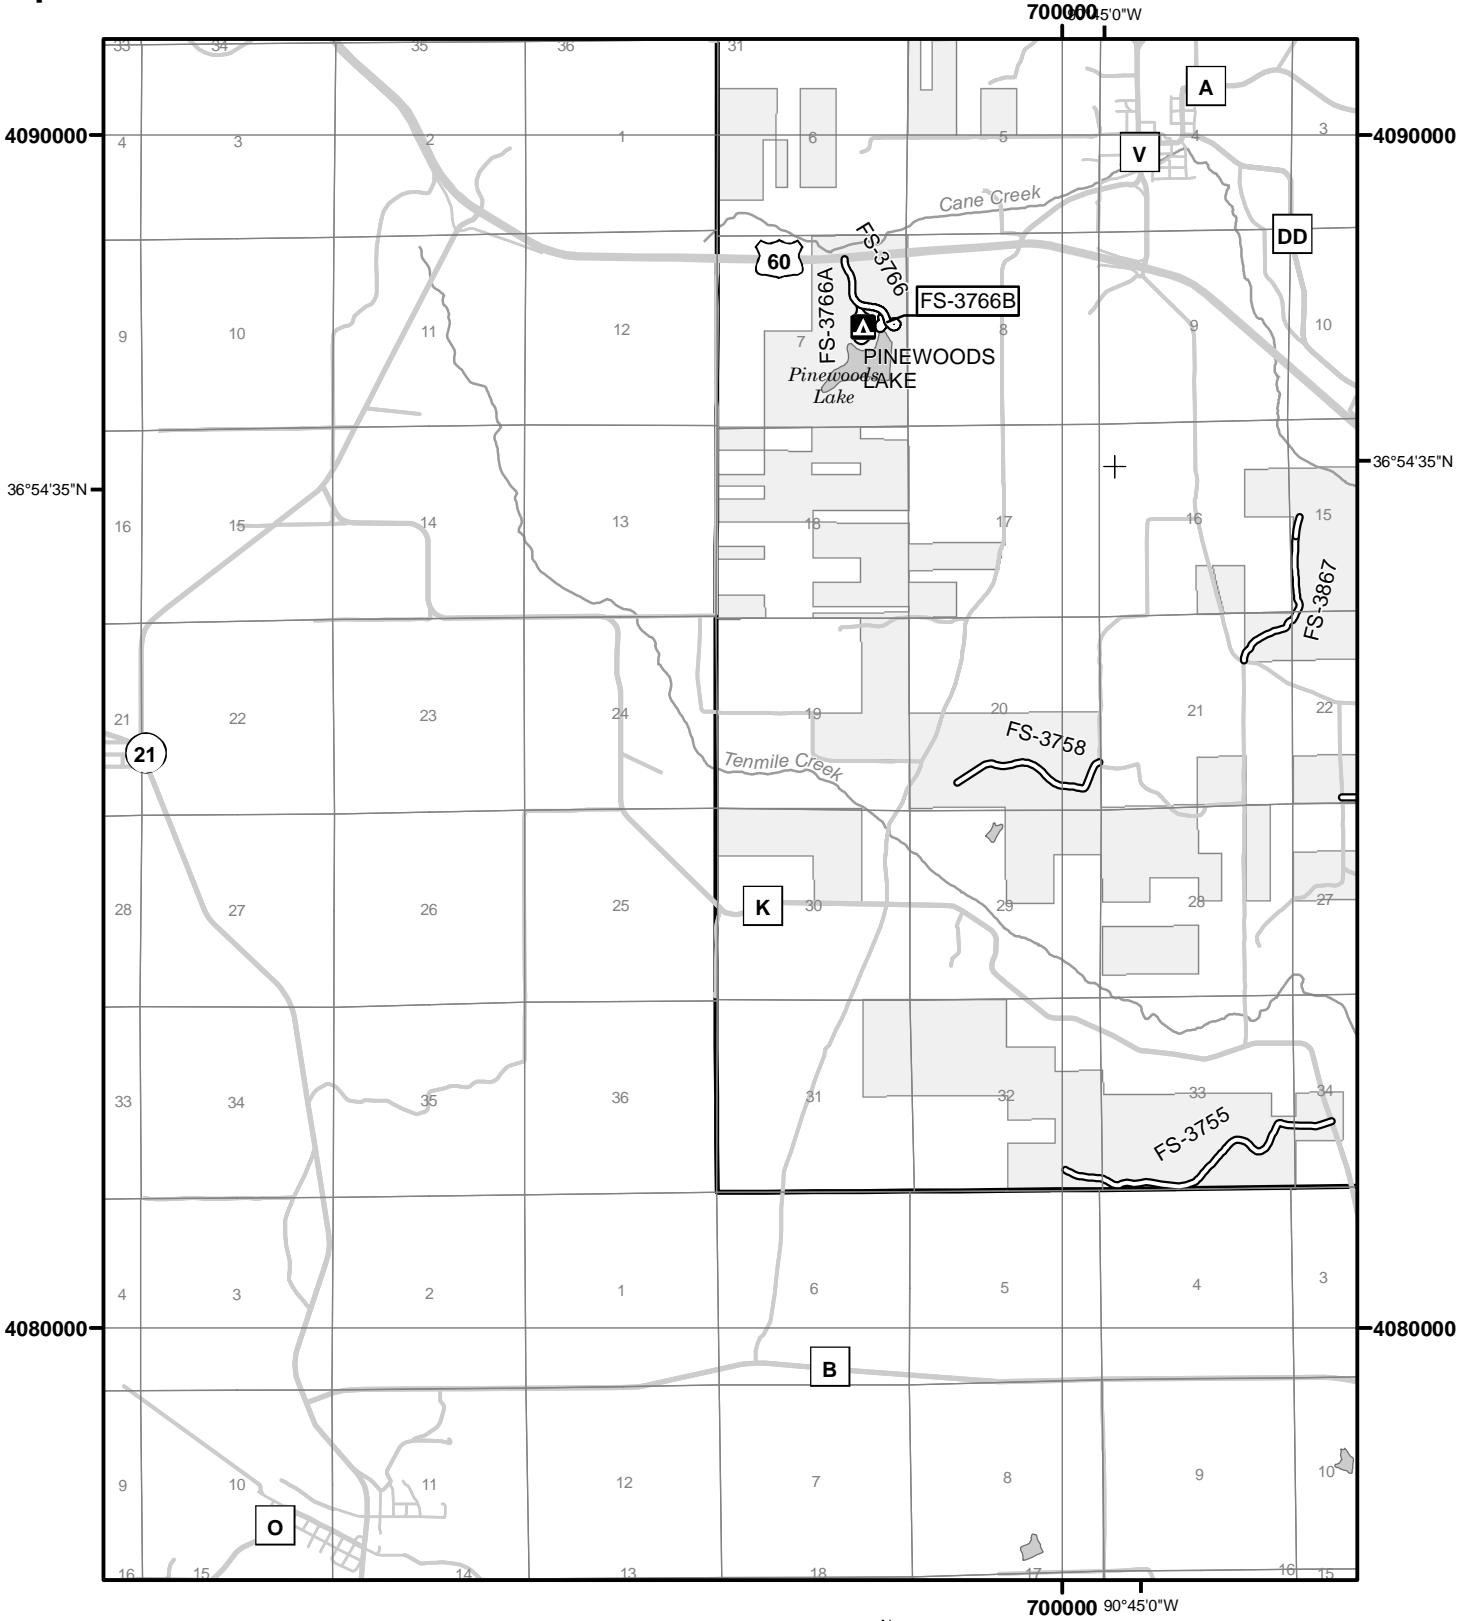 700000 90°45'0"W
33 34 35 36 31
A
4090000 4 3 2 1 6 5 4 3 4090000
V
Cane Creek
DD
60
FS-3766
FS-3766A
FS-3766B
9 10 11 12 7 8 9 10
PINEWOODS
LAKE
Pinewoods
Lake
36°54'35"N
36°54'35"N
16 15 14 13 18 17 16 15
FS-3867
21 22 23 24 19 20 21 22
FS-3758
21
Tenmile Creek
28 27 26 25 K 30 29 28 27
33 34 35 36 31 32 33 34
FS-3755
4 3 2 1 6 5 4 3
4080000 4080000
B
9 10 11 12 7 8 9 10
O
16 15 14 13 18 17 16 15
700000 90°45'0"W